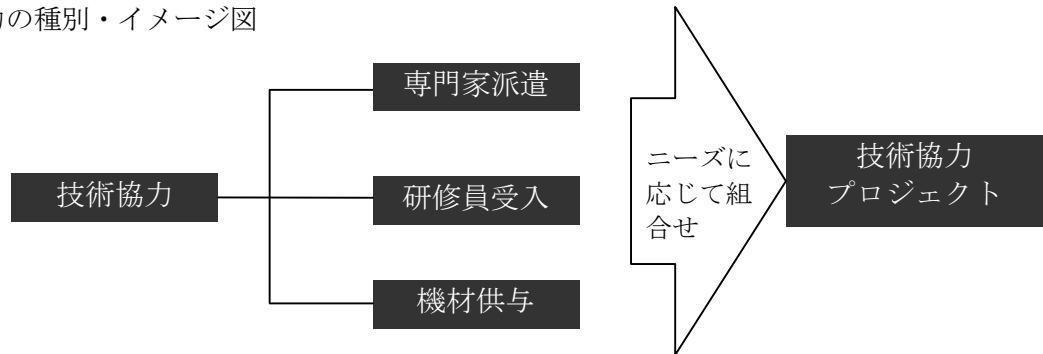 の種別・イメージ図
専門家派遣
技術協力
研修員受入
機材供与
ニーズに
応じて組
合せ
技術協力
プロジェクト